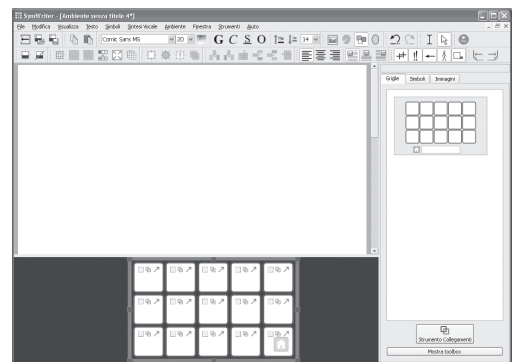 SymWriter - [Ambiente senza titolo 4*]
File Modifica Visualizza Testo Simboli Sintesi Vocale Ambiente Finestra Strumenti Aiuto
Comic Sans MS 20 G C S O 14
Griglie Simboli Immagini
Strumento Collegamenti
Mostra toolbox